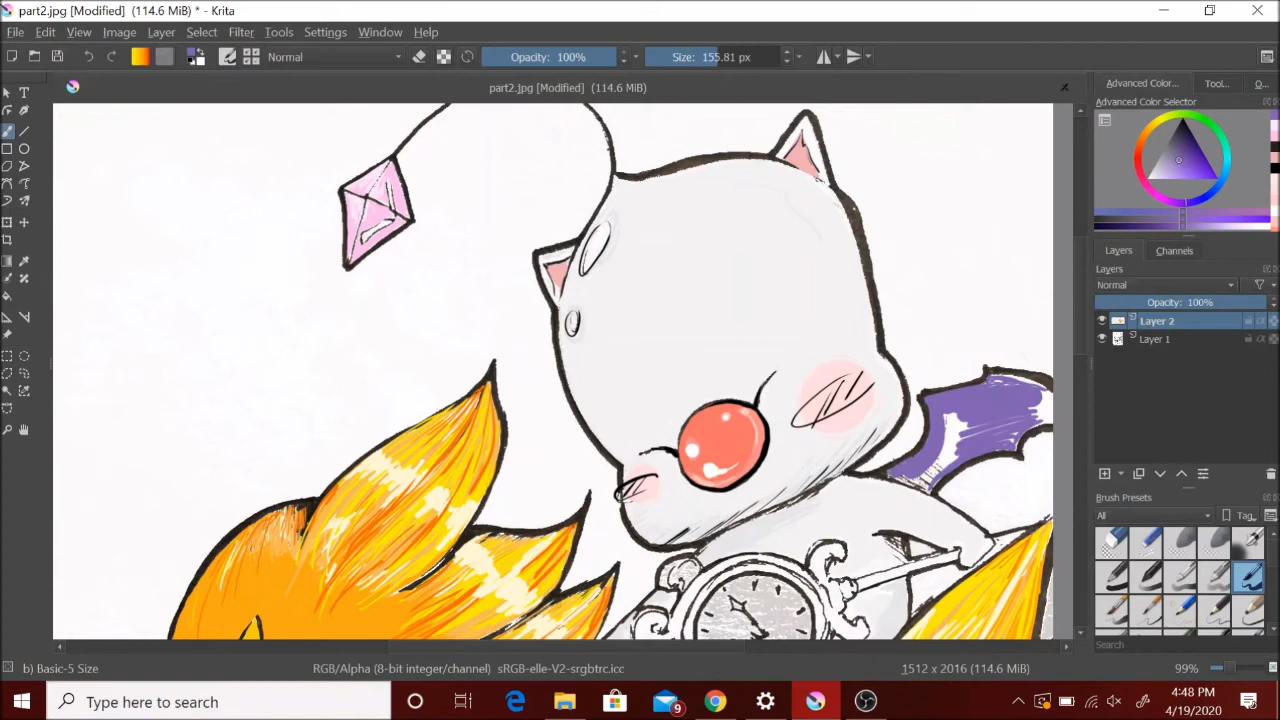 part2.jpg [Modified] (114.6 MiB) * - Krita
File Edit View Image Layer Select Filter Tools Settings Window Help
Normal Opacity: 100% Size: 155.81 px
part2.jpg [Modified] (114.6 MiB)
Advanced Color... Tool... O...
Advanced Color Selector
Layers Channels
Layers
Normal
Opacity: 100%
Layer 2
Layer 1
Brush Presets
All Tag
Search
b) Basic-5 Size RGB/Alpha (8-bit integer/channel) sRGB-elle-V2-srgbtrc.icc 1512 x 2016 (114.6 MiB) 99%
Type here to search 9 4:48 PM
4/19/2020